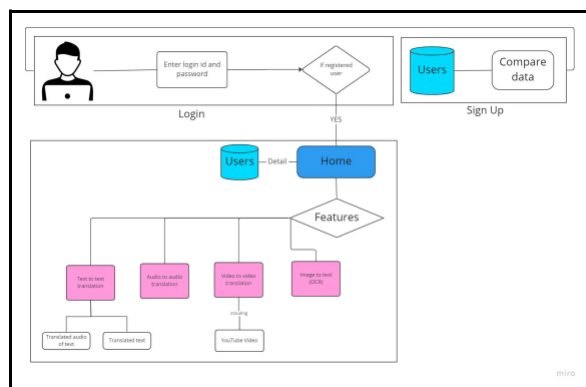 Enter login id and
password
If registered
user
Users
Compare
data
Login
Sign Up
YES
Users
Detail
Home
Features
Text to text
translation
Audio to audio
translation
Video to video
translation
Image to text
(OCR)
including
Translated audio
of text
Translated text
YouTube Video
miro